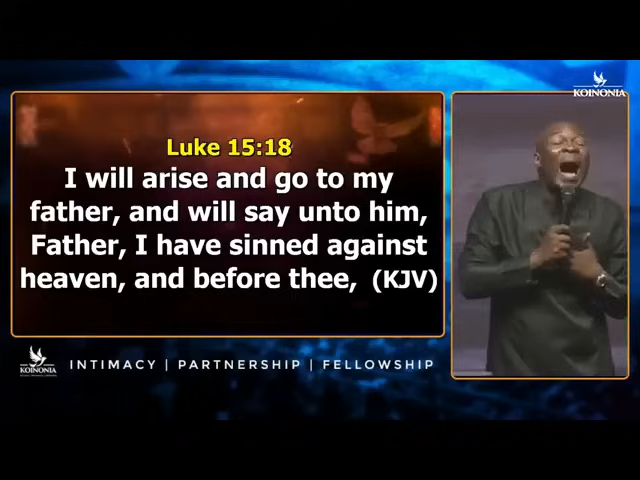 KOINONIA
Luke 15:18
I will arise and go to my
father, and will say unto him,
Father, I have sinned against
heaven, and before thee, (KJV)
KOINONIA
INTIMACY | PARTNERSHIP | FELLOWSHIP